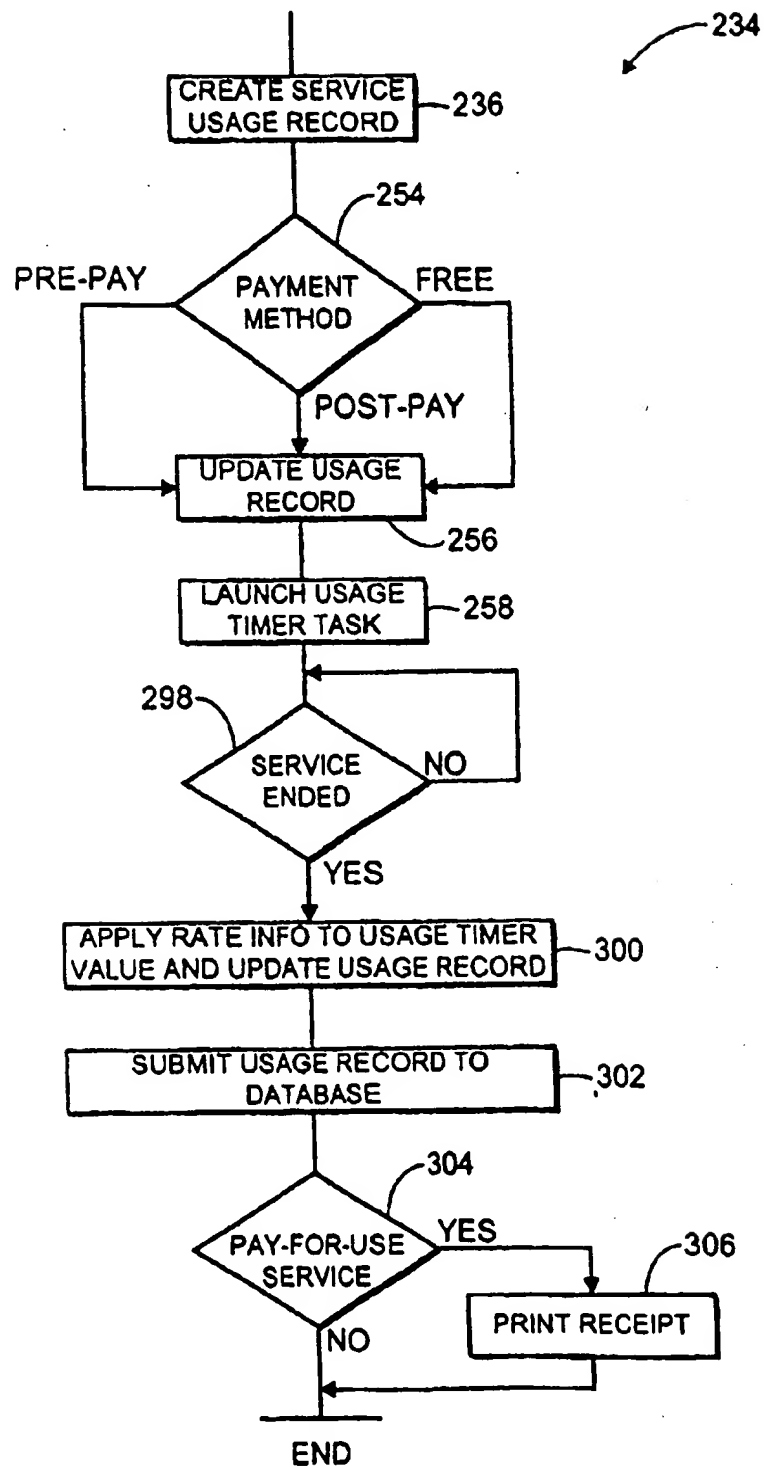 234
CREATE SERVICE
USAGE RECORD
236
254
PRE-PAY
FREE
PAYMENT
METHOD
POST-PAY
UPDATE USAGE
RECORD
256
LAUNCH USAGE
TIMER TASK
258
298
SERVICE
ENDED
NO
YES
APPLY RATE INFO TO USAGE TIMER
VALUE AND UPDATE USAGE RECORD
300
SUBMIT USAGE RECORD TO
DATABASE
302
304
PAY-FOR-USE
SERVICE
YES
306
PRINT RECEIPT
NO
END